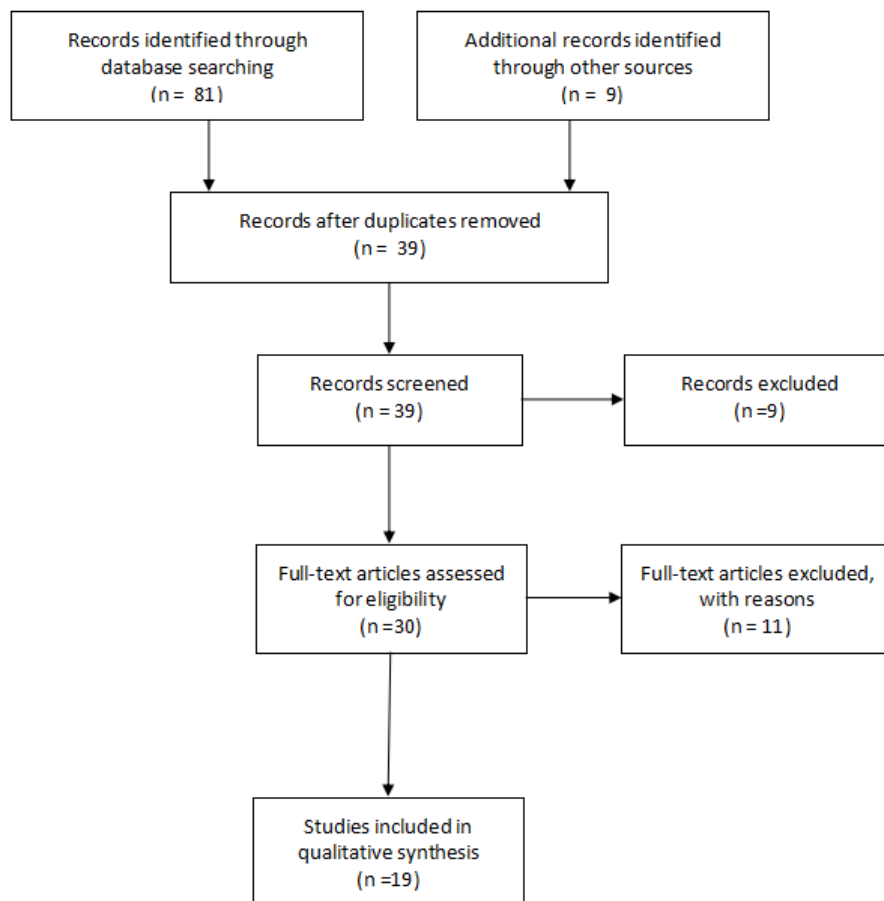 Records identified through
database searching
(n = 81)
Additional records identified
through other sources
(n = 9)
Records after duplicates removed
(n = 39)
Records screened
(n = 39)
Records excluded
(n =9)
Full-text articles assessed
for eligibility
(n =30)
Full-text articles excluded,
with reasons
(n = 11)
Studies included in
qualitative synthesis
(n =19)